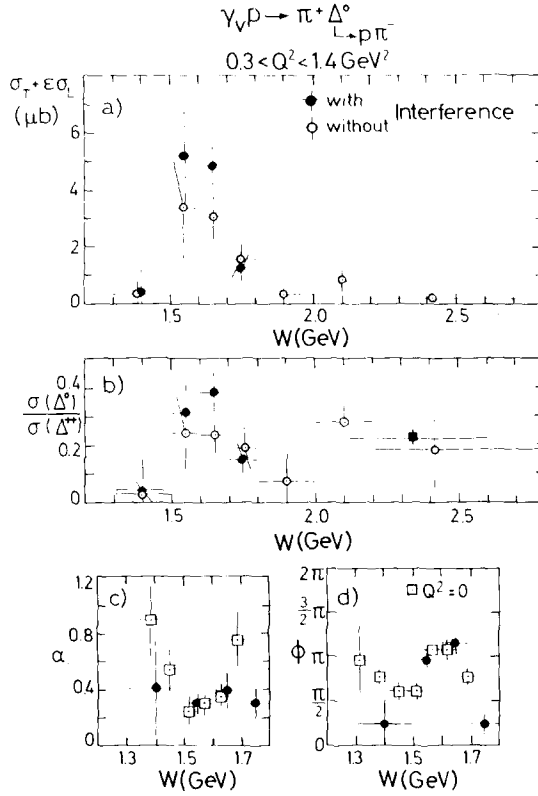 γᵥp → π⁺ Δ⁰
↳ pπ⁻
0.3 < Q² < 1.4 GeV²
σ_T + εσ_L
(μb)
a)
● with
○ without
Interference
6
4
2
0
1.5 2.0 2.5
W(GeV)
b)
σ(Δ⁰)
σ(Δ⁺⁺)
0.4
0.2
0
1.5 2.0 2.5
W(GeV)
c)
α
1.2
0.8
0.4
0
1.3 1.5 1.7
W(GeV)
d)
□ Q² = 0
Φ
2π
3/2 π
π
π/2
0
1.3 1.5 1.7
W(GeV)